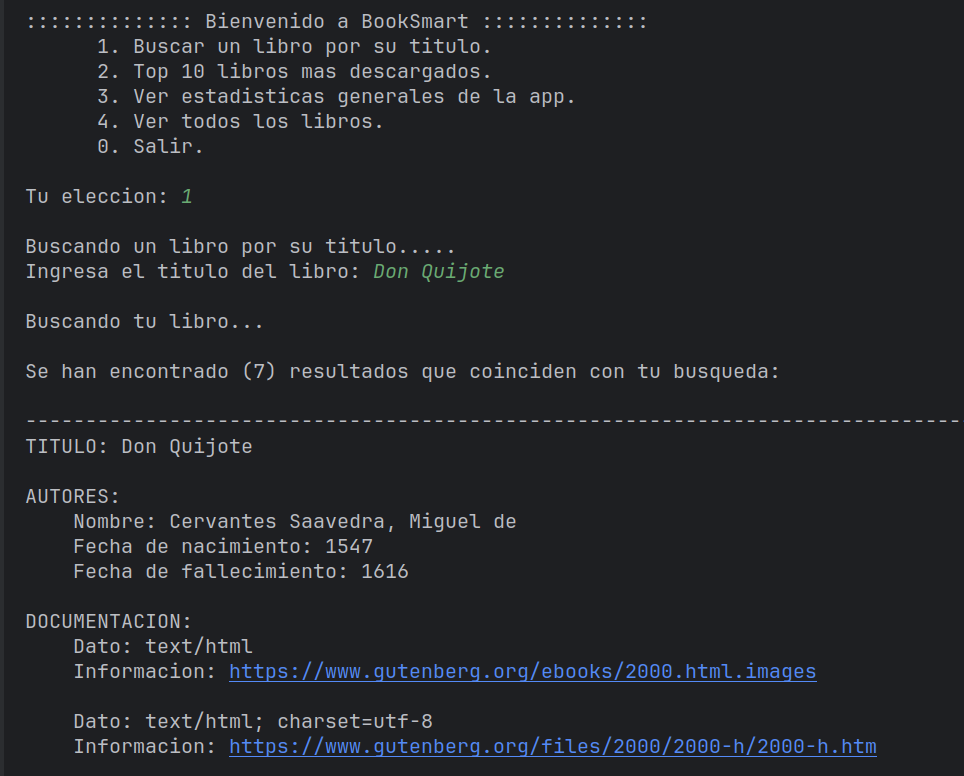 :::::::::::::: Bienvenido a BookSmart ::::::::::::::
1. Buscar un libro por su titulo.
2. Top 10 libros mas descargados.
3. Ver estadisticas generales de la app.
4. Ver todos los libros.
0. Salir.
Tu eleccion: 1
Buscando un libro por su titulo.....
Ingresa el titulo del libro: Don Quijote
Buscando tu libro...
Se han encontrado (7) resultados que coinciden con tu busqueda:
------------------------------------------------------------------------------
TITULO: Don Quijote
AUTORES:
Nombre: Cervantes Saavedra, Miguel de
Fecha de nacimiento: 1547
Fecha de fallecimiento: 1616
DOCUMENTACION:
Dato: text/html
Informacion: https://www.gutenberg.org/ebooks/2000.html.images
Dato: text/html; charset=utf-8
Informacion: https://www.gutenberg.org/files/2000/2000-h/2000-h.htm